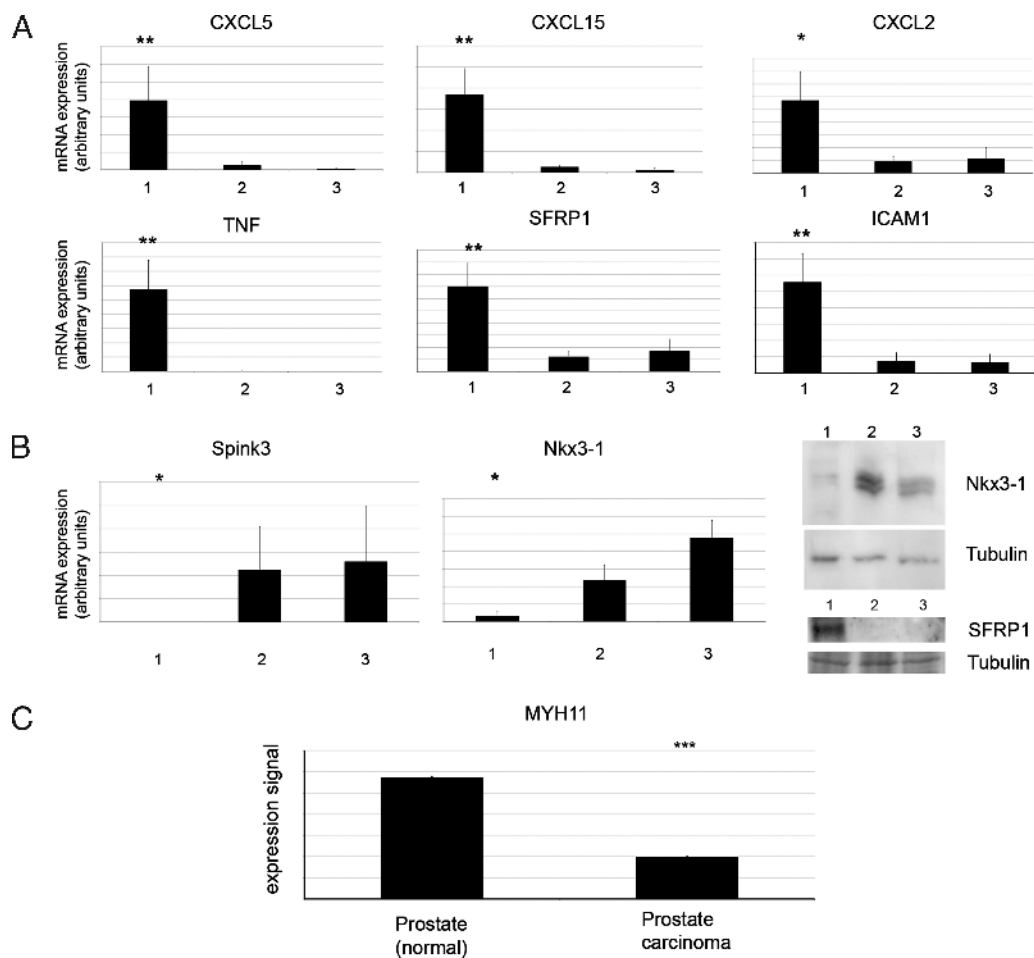 A
CXCL5
CXCL15
CXCL2
**
**
*
mRNA expression
(arbitrary units)
1 2 3
1 2 3
1 2 3
TNF
SFRP1
ICAM1
**
**
**
mRNA expression
(arbitrary units)
1 2 3
1 2 3
1 2 3
B
Spink3
Nkx3-1
*
*
mRNA expression
(arbitrary units)
1 2 3
1 2 3
1 2 3
Nkx3-1
Tubulin
1 2 3
SFRP1
Tubulin
C
MYH11
***
expression signal
Prostate
(normal)
Prostate
carcinoma